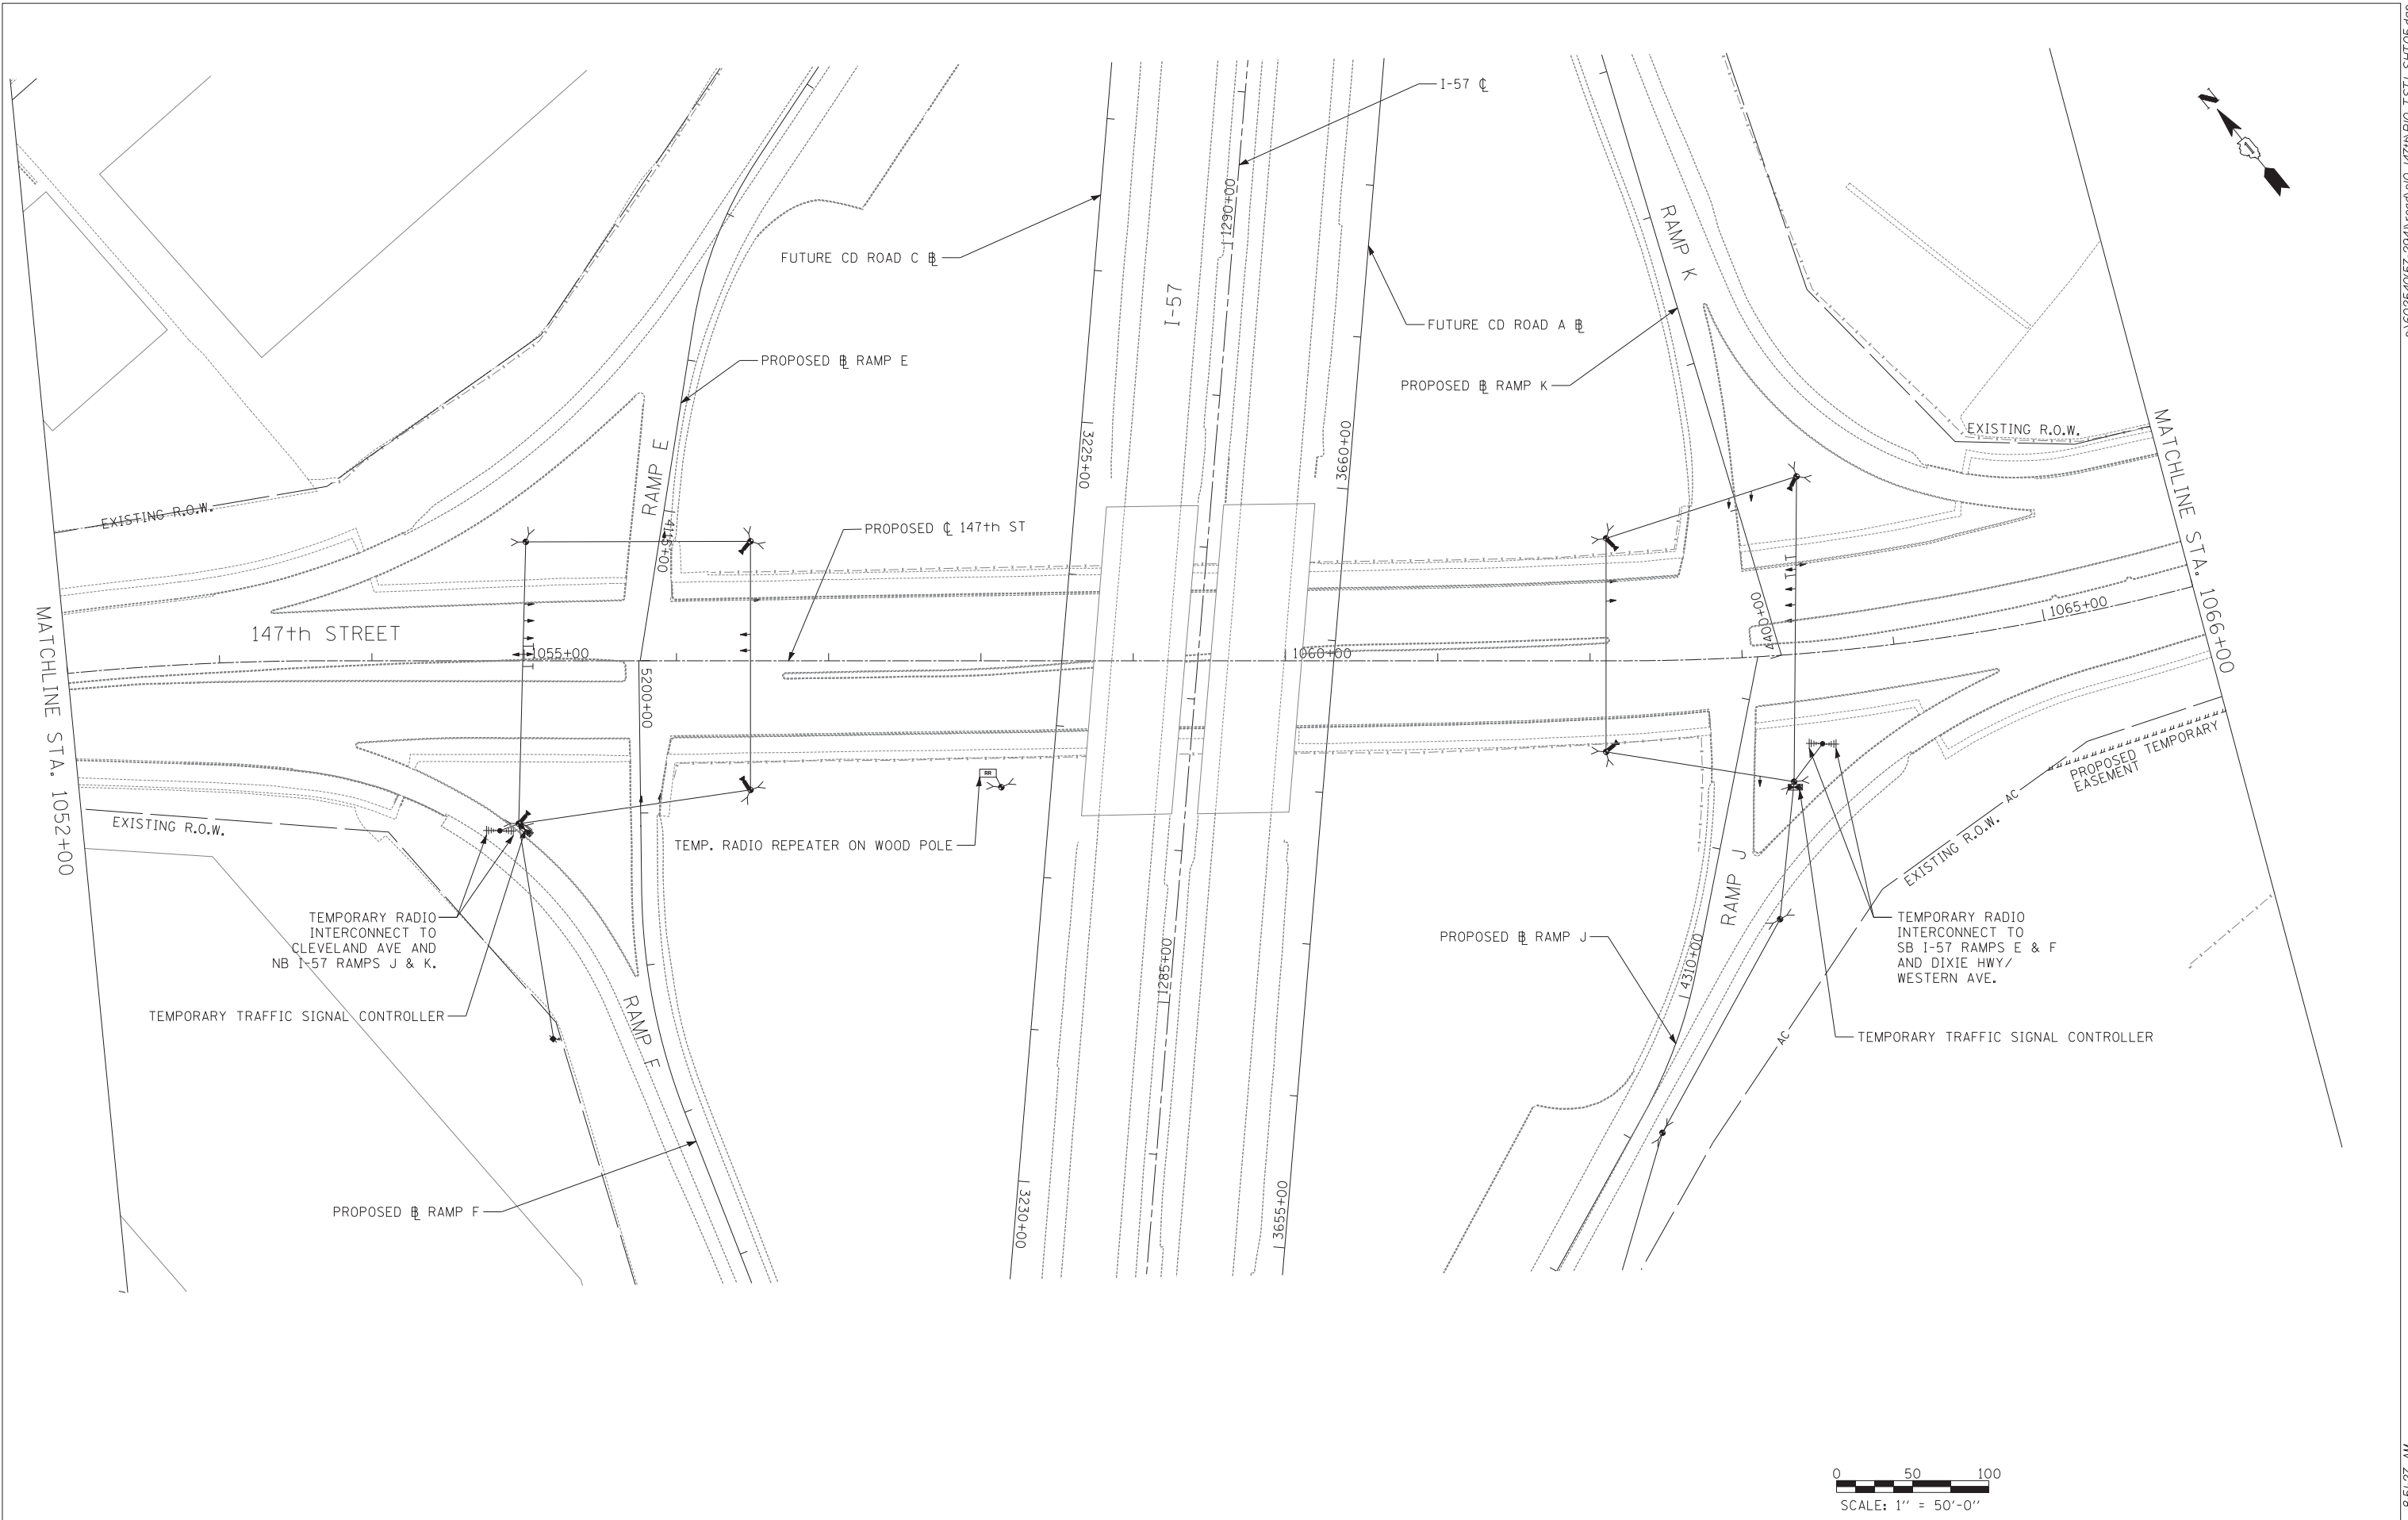 I-57 ℄
N
1290+00
RAMP K
FUTURE CD ROAD C ⅊
I-57
FUTURE CD ROAD A ⅊
PROPOSED ⅊ RAMP E
PROPOSED ⅊ RAMP K
EXISTING R.O.W.
MATCHLINE STA. 1066+00
3225+00
3660+00
RAMP E
EXISTING R.O.W.
4115+00
PROPOSED ℄ 147th ST
MATCHLINE STA. 1052+00
147th STREET
1055+00
1060+00
4400+00
1065+00
5200+00
PROPOSED TEMPORARY
EASEMENT
RR
AC
EXISTING R.O.W.
EXISTING R.O.W.
TEMP. RADIO REPEATER ON WOOD POLE
RAMP J
TEMPORARY RADIO
INTERCONNECT TO
CLEVELAND AVE AND
NB I-57 RAMPS J & K.
TEMPORARY RADIO
INTERCONNECT TO
SB I-57 RAMPS E & F
AND DIXIE HWY/
WESTERN AVE.
PROPOSED ⅊ RAMP J
4310+00
1285+00
TEMPORARY TRAFFIC SIGNAL CONTROLLER
RAMP F
AC
TEMPORARY TRAFFIC SIGNAL CONTROLLER
PROPOSED ⅊ RAMP F
3230+00
3655+00
0 50 100
SCALE: 1" = 50'-0"